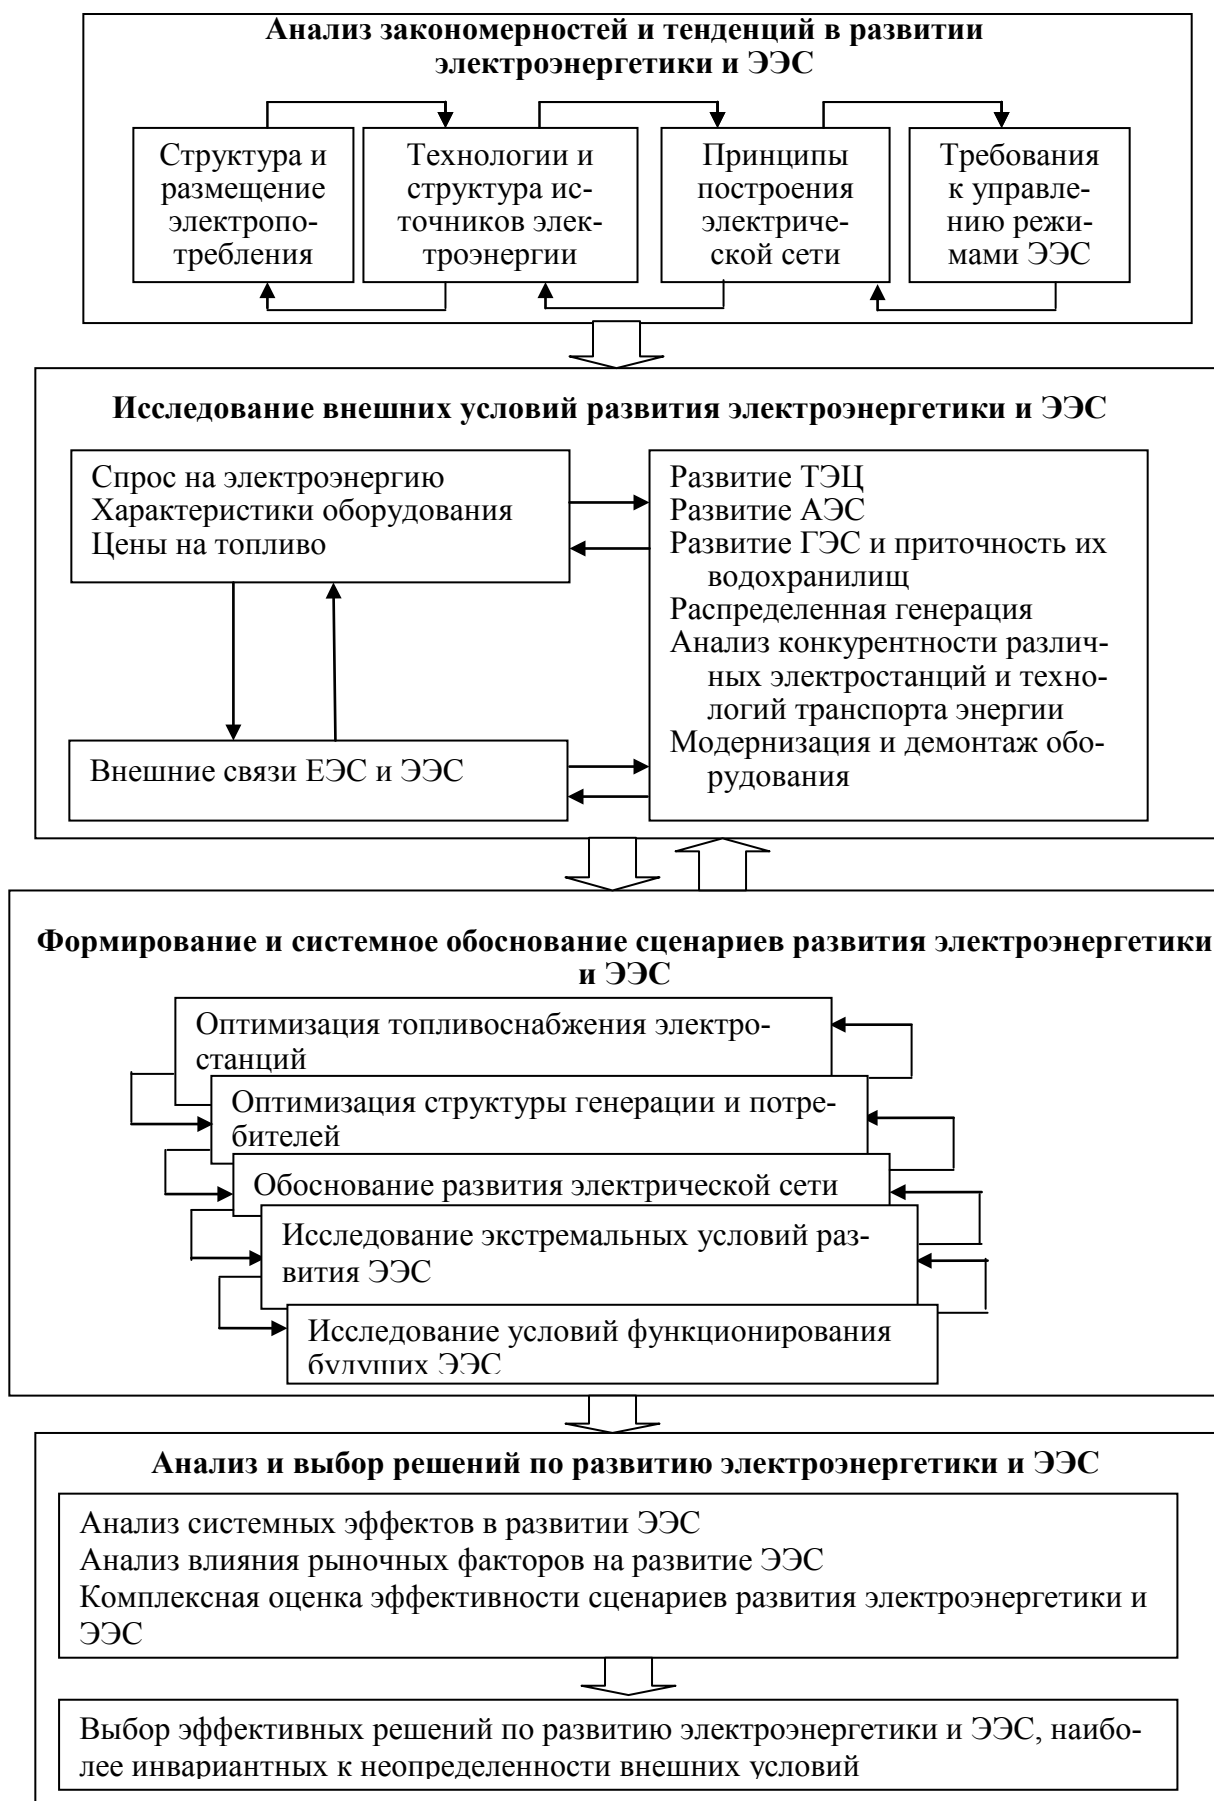 Анализ закономерностей и тенденций в развитии
электроэнергетики и ЭЭС
Структура и
размещение
электропо-
требления
Технологии и
структура ис-
точников элек-
троэнергии
Принципы
построения
электриче-
ской сети
Требования
к управле-
нию режи-
мами ЭЭС
Исследование внешних условий развития электроэнергетики и ЭЭС
Спрос на электроэнергию
Характеристики оборудования
Цены на топливо
Развитие ТЭЦ
Развитие АЭС
Развитие ГЭС и приточность их
водохранилищ
Распределенная генерация
Анализ конкурентности различ-
ных электростанций и техно-
логий транспорта энергии
Модернизация и демонтаж обо-
рудования
Внешние связи ЕЭС и ЭЭС
Формирование и системное обоснование сценариев развития электроэнергетики
и ЭЭС
Оптимизация топливоснабжения электро-
станций
Оптимизация структуры генерации и потре-
бителей
Обоснование развития электрической сети
Исследование экстремальных условий раз-
вития ЭЭС
Исследование условий функционирования
будущих ЭЭС
Анализ и выбор решений по развитию электроэнергетики и ЭЭС
Анализ системных эффектов в развитии ЭЭС
Анализ влияния рыночных факторов на развитие ЭЭС
Комплексная оценка эффективности сценариев развития электроэнергетики и
ЭЭС
Выбор эффективных решений по развитию электроэнергетики и ЭЭС, наибо-
лее инвариантных к неопределенности внешних условий